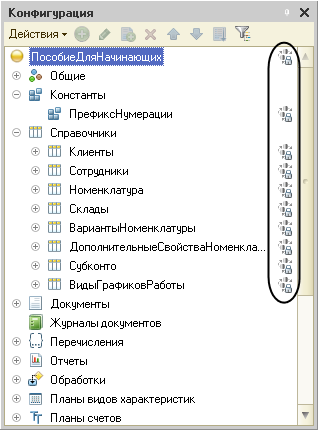 Конфигурация
Действия
ПособиеДляНачинающих
Общие
Константы
ПрефиксНумерации
Справочники
Клиенты
Сотрудники
Номенклатура
Склады
ВариантыНоменклатуры
ДополнительныеСвойстваНоменкла...
Субконто
ВидыГрафиковРаботы
Документы
Журналы документов
Перечисления
Отчеты
Обработки
Планы видов характеристик
Планы счетов